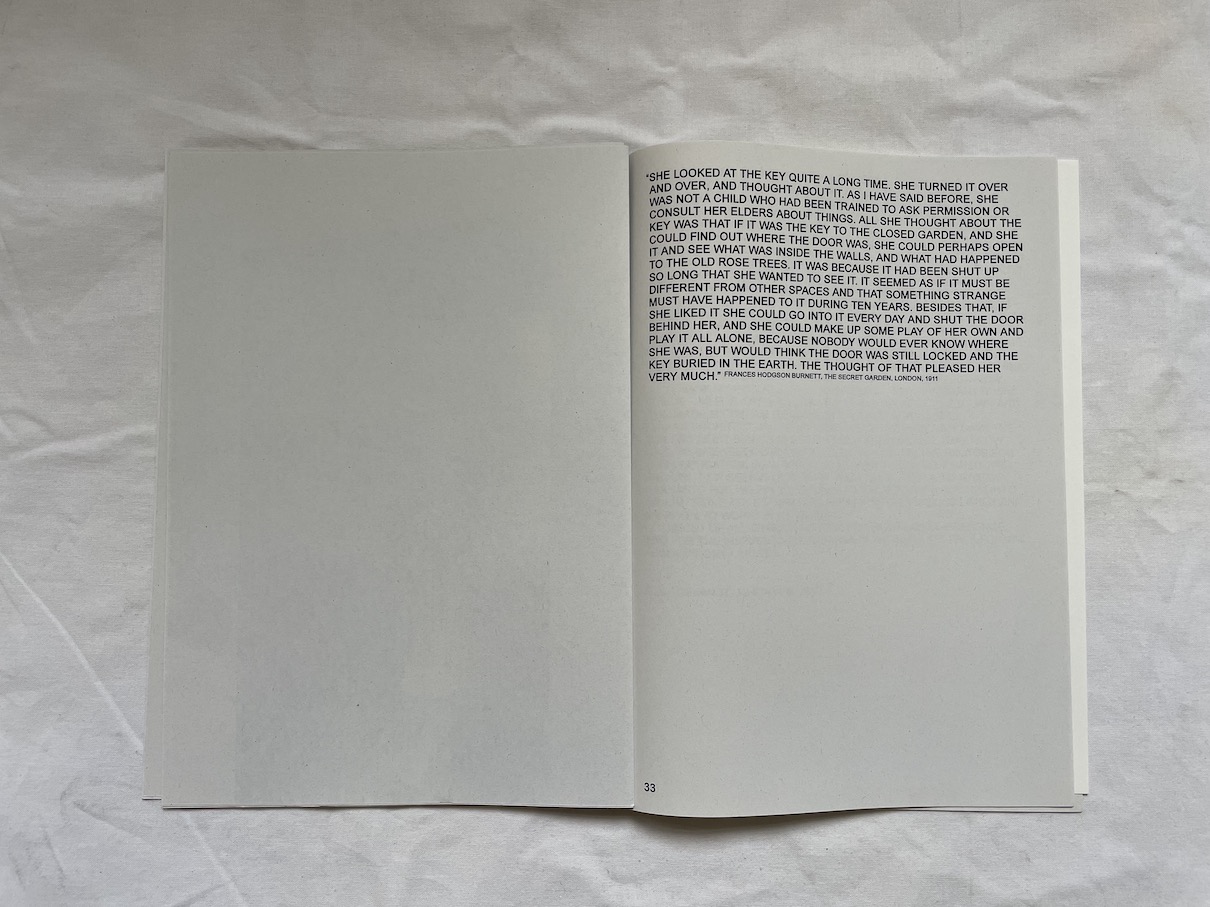 “SHE LOOKED AT THE KEY QUITE A LONG TIME. SHE TURNED IT OVER
AND OVER, AND THOUGHT ABOUT IT. AS I HAVE SAID BEFORE, SHE
WAS NOT A CHILD WHO HAD BEEN TRAINED TO ASK PERMISSION OR
CONSULT HER ELDERS ABOUT THINGS. ALL SHE THOUGHT ABOUT THE
KEY WAS THAT IF IT WAS THE KEY TO THE CLOSED GARDEN, AND SHE
COULD FIND OUT WHERE THE DOOR WAS, SHE COULD PERHAPS OPEN
IT AND SEE WHAT WAS INSIDE THE WALLS, AND WHAT HAD HAPPENED
TO THE OLD ROSE TREES. IT WAS BECAUSE IT HAD BEEN SHUT UP
SO LONG THAT SHE WANTED TO SEE IT. IT SEEMED AS IF IT MUST BE
DIFFERENT FROM OTHER SPACES AND THAT SOMETHING STRANGE
MUST HAVE HAPPENED TO IT DURING TEN YEARS. BESIDES THAT, IF
SHE LIKED IT SHE COULD GO INTO IT EVERY DAY AND SHUT THE DOOR
BEHIND HER, AND SHE COULD MAKE UP SOME PLAY OF HER OWN AND
PLAY IT ALL ALONE, BECAUSE NOBODY WOULD EVER KNOW WHERE
SHE WAS, BUT WOULD THINK THE DOOR WAS STILL LOCKED AND THE
KEY BURIED IN THE EARTH. THE THOUGHT OF THAT PLEASED HER
VERY MUCH.” FRANCES HODGSON BURNETT, THE SECRET GARDEN, LONDON, 1911
33